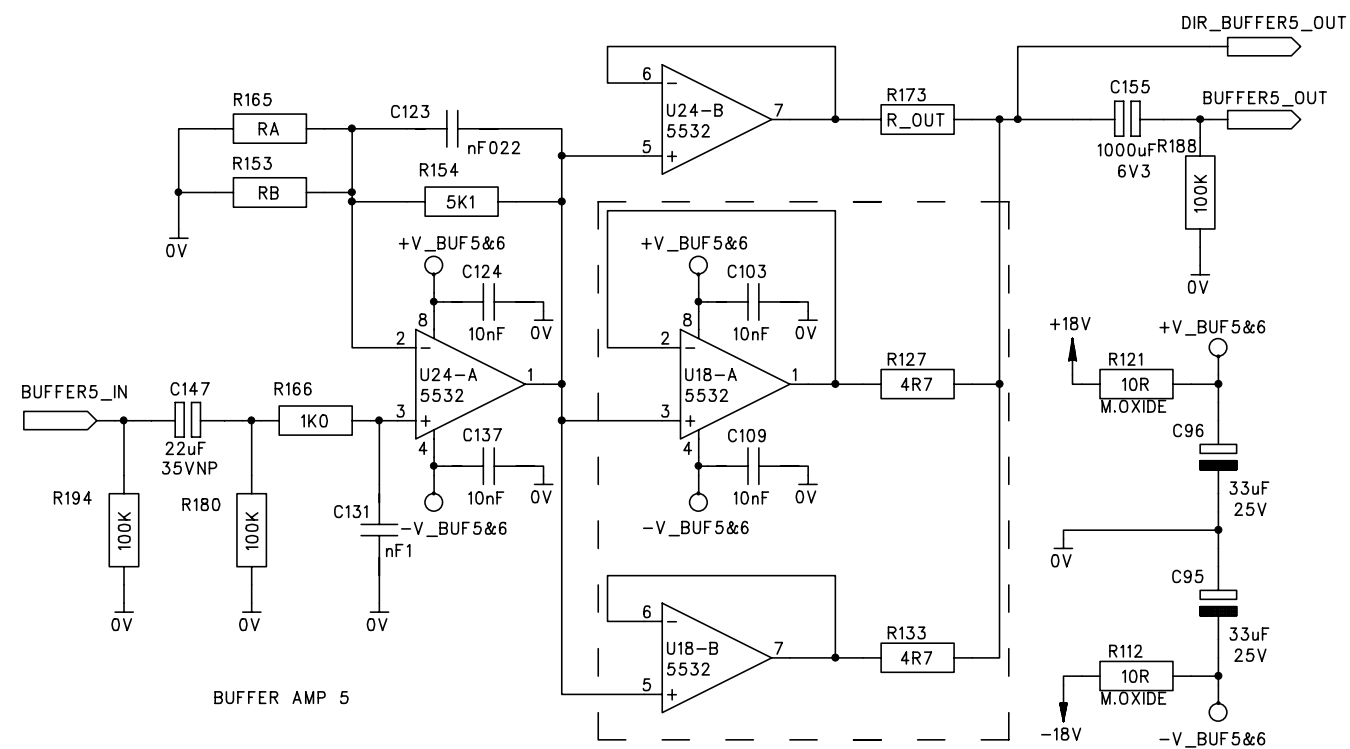 DIR_BUFFER5_OUT
BUFFER5_OUT
C155
1000uF
6V3
R188
100K
0V
R165
RA
R153
RB
0V
C123
nF022
R154
5K1
6
−
U24-B
5532
7
5
+
R173
R_OUT
+V_BUF5&6
C124
10nF
0V
8
2
−
U24-A
5532
1
3
+
4
C137
10nF
0V
−V_BUF5&6
+V_BUF5&6
C103
10nF
0V
8
2
−
U18-A
5532
1
3
+
4
C109
10nF
0V
−V_BUF5&6
R127
4R7
BUFFER5_IN
C147
22uF
35VNP
R166
1K0
R194
100K
0V
R180
100K
0V
C131
nF1
0V
6
−
U18-B
5532
7
5
+
R133
4R7
+18V
R121
10R
M.OXIDE
+V_BUF5&6
C96
33uF
25V
0V
C95
33uF
25V
R112
10R
M.OXIDE
−18V
−V_BUF5&6
BUFFER AMP 5